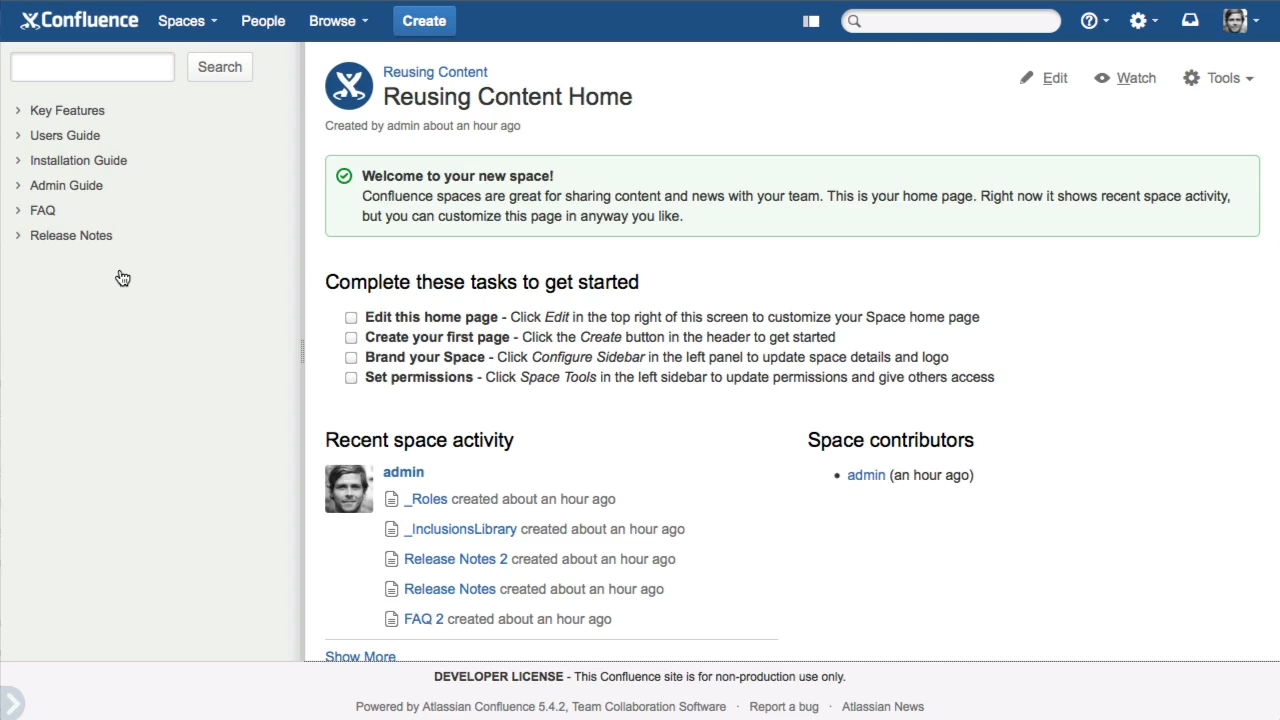 Confluence Spaces People Browse Create
Search
Key Features
Users Guide
Installation Guide
Admin Guide
FAQ
Release Notes
Reusing Content
Reusing Content Home
Created by admin about an hour ago
Edit Watch Tools
Welcome to your new space!
Confluence spaces are great for sharing content and news with your team. This is your home page. Right now it shows recent space activity,
but you can customize this page in anyway you like.
Complete these tasks to get started
Edit this home page - Click Edit in the top right of this screen to customize your Space home page
Create your first page - Click the Create button in the header to get started
Brand your Space - Click Configure Sidebar in the left panel to update space details and logo
Set permissions - Click Space Tools in the left sidebar to update permissions and give others access
Recent space activity
admin
_Roles created about an hour ago
_InclusionsLibrary created about an hour ago
Release Notes 2 created about an hour ago
Release Notes created about an hour ago
FAQ 2 created about an hour ago
Show More
Space contributors
• admin (an hour ago)
DEVELOPER LICENSE - This Confluence site is for non-production use only.
Powered by Atlassian Confluence 5.4.2, Team Collaboration Software · Report a bug · Atlassian News